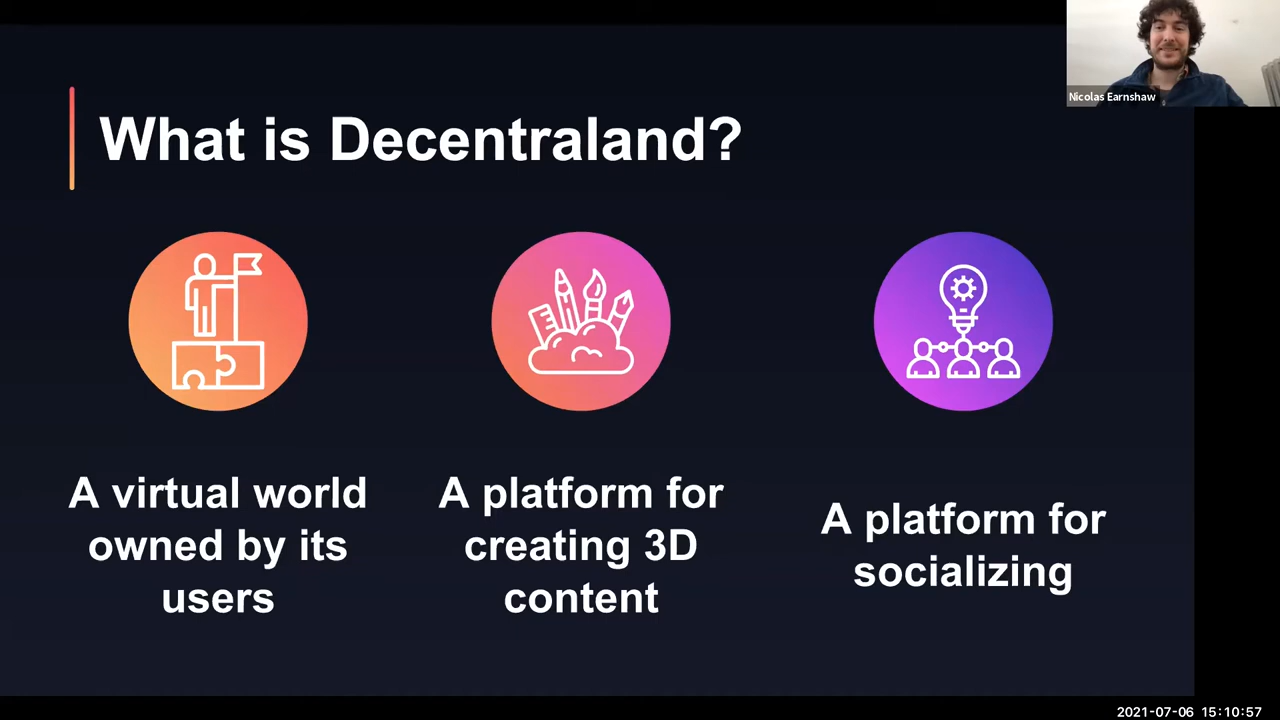 Nicolas Earnshaw
What is Decentraland?
A virtual world
owned by its
users
A platform for
creating 3D
content
A platform for
socializing
2021-07-06 15:10:57